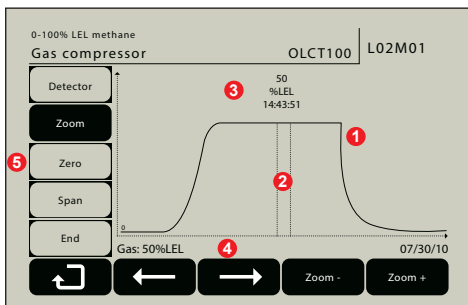 0-100% LEL methane
Gas compressor OLCT100 L02M01
Detector
Zoom
Zero
Span
End
5
3
50
%LEL
14:43:51
1
2
0
Gas: 50%LEL 4 07/30/10
Zoom - Zoom +